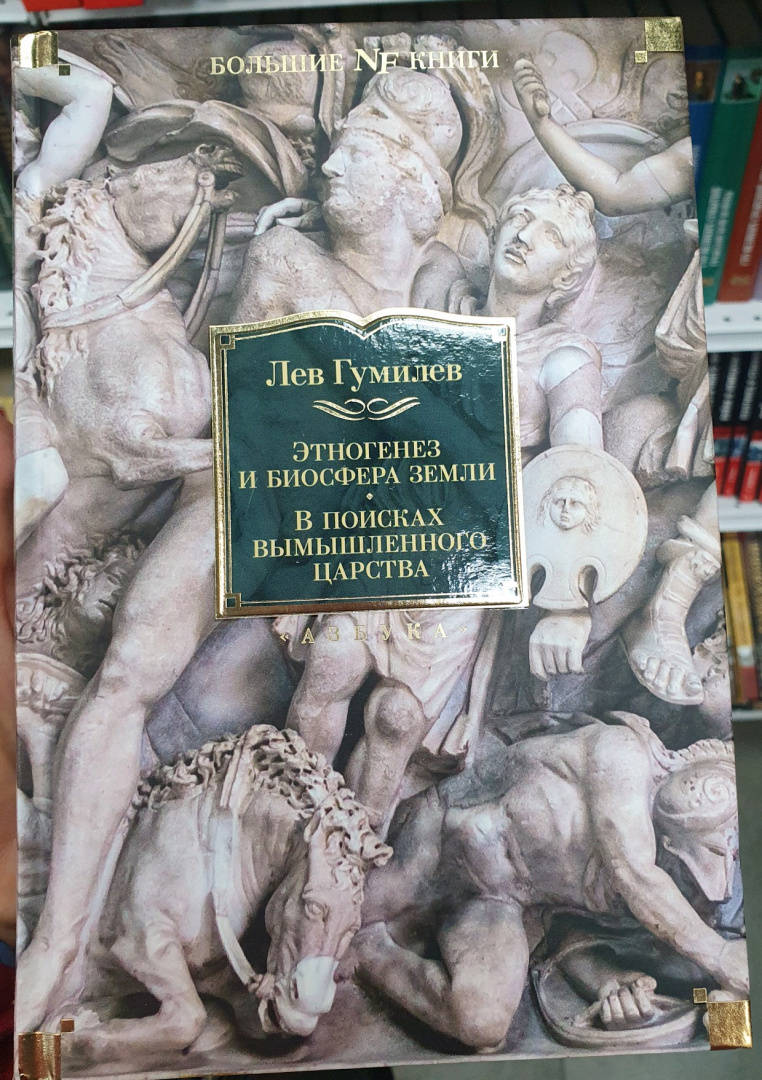 БОЛЬШИЕ NF КНИГИ
Лев Гумилев
ЭТНОГЕНЕЗ
И БИОСФЕРА ЗЕМЛИ
В ПОИСКАХ
ВЫМЫШЛЕННОГО
ЦАРСТВА
«АЗБУКА»